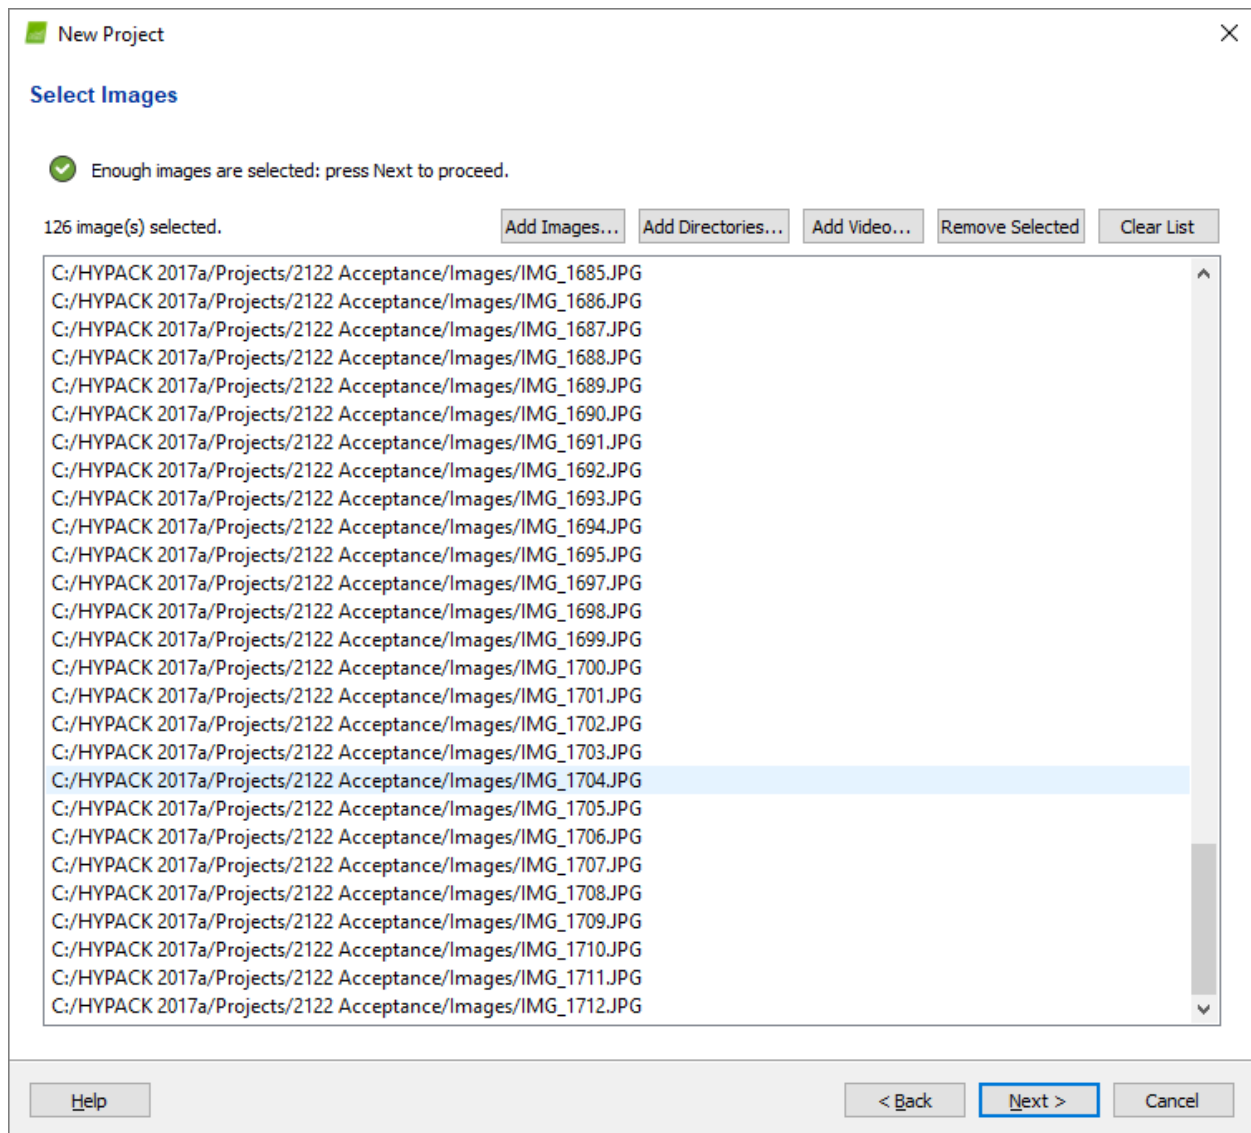 New Project
Select Images
Enough images are selected: press Next to proceed.
126 image(s) selected. Add Images... Add Directories... Add Video... Remove Selected Clear List
C:/HYPACK 2017a/Projects/2122 Acceptance/Images/IMG_1685.JPG
C:/HYPACK 2017a/Projects/2122 Acceptance/Images/IMG_1686.JPG
C:/HYPACK 2017a/Projects/2122 Acceptance/Images/IMG_1687.JPG
C:/HYPACK 2017a/Projects/2122 Acceptance/Images/IMG_1688.JPG
C:/HYPACK 2017a/Projects/2122 Acceptance/Images/IMG_1689.JPG
C:/HYPACK 2017a/Projects/2122 Acceptance/Images/IMG_1690.JPG
C:/HYPACK 2017a/Projects/2122 Acceptance/Images/IMG_1691.JPG
C:/HYPACK 2017a/Projects/2122 Acceptance/Images/IMG_1692.JPG
C:/HYPACK 2017a/Projects/2122 Acceptance/Images/IMG_1693.JPG
C:/HYPACK 2017a/Projects/2122 Acceptance/Images/IMG_1694.JPG
C:/HYPACK 2017a/Projects/2122 Acceptance/Images/IMG_1695.JPG
C:/HYPACK 2017a/Projects/2122 Acceptance/Images/IMG_1697.JPG
C:/HYPACK 2017a/Projects/2122 Acceptance/Images/IMG_1698.JPG
C:/HYPACK 2017a/Projects/2122 Acceptance/Images/IMG_1699.JPG
C:/HYPACK 2017a/Projects/2122 Acceptance/Images/IMG_1700.JPG
C:/HYPACK 2017a/Projects/2122 Acceptance/Images/IMG_1701.JPG
C:/HYPACK 2017a/Projects/2122 Acceptance/Images/IMG_1702.JPG
C:/HYPACK 2017a/Projects/2122 Acceptance/Images/IMG_1703.JPG
C:/HYPACK 2017a/Projects/2122 Acceptance/Images/IMG_1704.JPG
C:/HYPACK 2017a/Projects/2122 Acceptance/Images/IMG_1705.JPG
C:/HYPACK 2017a/Projects/2122 Acceptance/Images/IMG_1706.JPG
C:/HYPACK 2017a/Projects/2122 Acceptance/Images/IMG_1707.JPG
C:/HYPACK 2017a/Projects/2122 Acceptance/Images/IMG_1708.JPG
C:/HYPACK 2017a/Projects/2122 Acceptance/Images/IMG_1709.JPG
C:/HYPACK 2017a/Projects/2122 Acceptance/Images/IMG_1710.JPG
C:/HYPACK 2017a/Projects/2122 Acceptance/Images/IMG_1711.JPG
C:/HYPACK 2017a/Projects/2122 Acceptance/Images/IMG_1712.JPG
Help < Back Next > Cancel